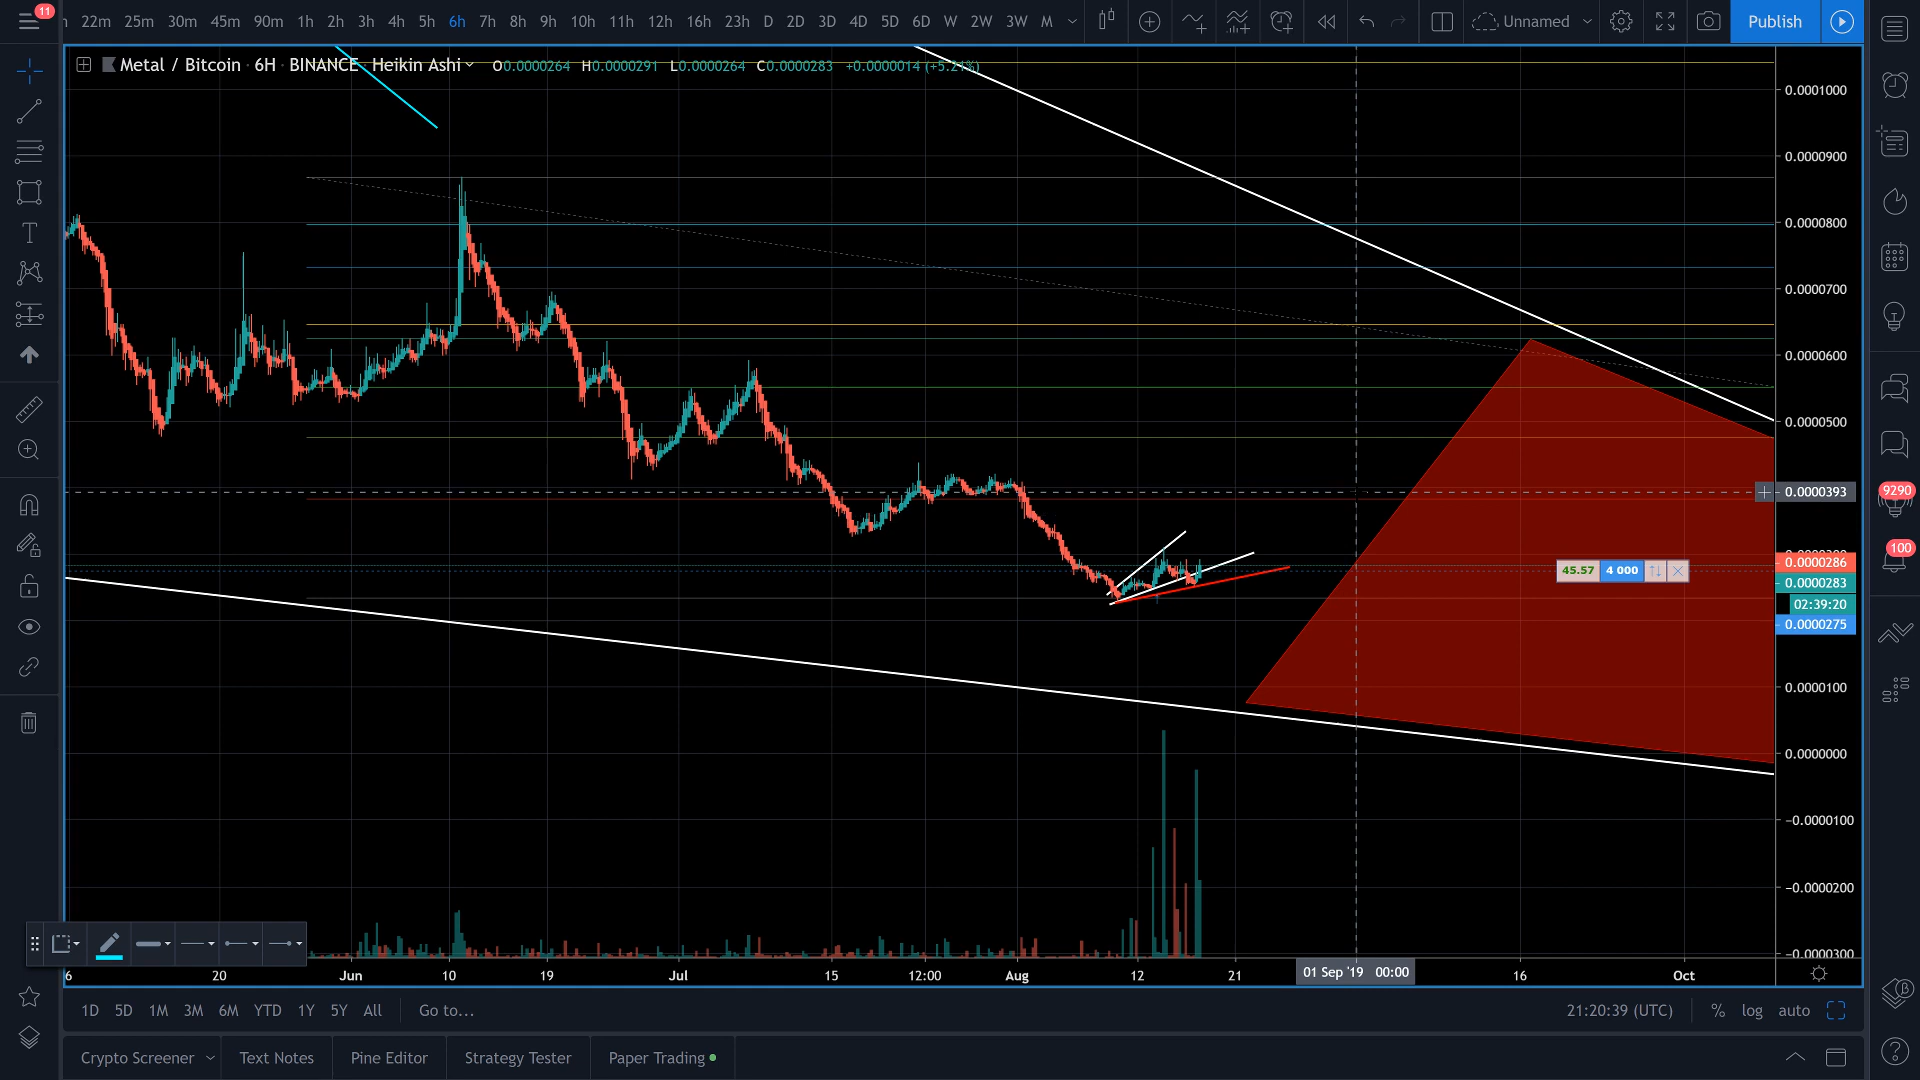 11
22m 25m 30m 45m 90m 1h 2h 3h 4h 5h 6h 7h 8h 9h 10h 11h 12h 16h 23h D 2D 3D 4D 5D 6D W 2W 3W M
Unnamed
Publish
Metal / Bitcoin · 6H · BINANCE · Heikin Ashi
O0.0000264 H0.0000291 L0.0000264 C0.0000283 +0.0000014 (+5.21%)
0.0001000
0.0000900
0.0000800
0.0000700
0.0000600
0.0000500
0.0000393
0.0000286
0.0000283
02:39:20
0.0000275
0.0000100
0.0000000
−0.0000100
−0.0000200
−0.0000300
45.57 4 000
9290
100
T
6 20 Jun 10 19 Jul 15 12:00 Aug 12 21 01 Sep '19 00:00 16 Oct
1D 5D 1M 3M 6M YTD 1Y 5Y All Go to... 21:20:39 (UTC) % log auto
Crypto Screener Text Notes Pine Editor Strategy Tester Paper Trading